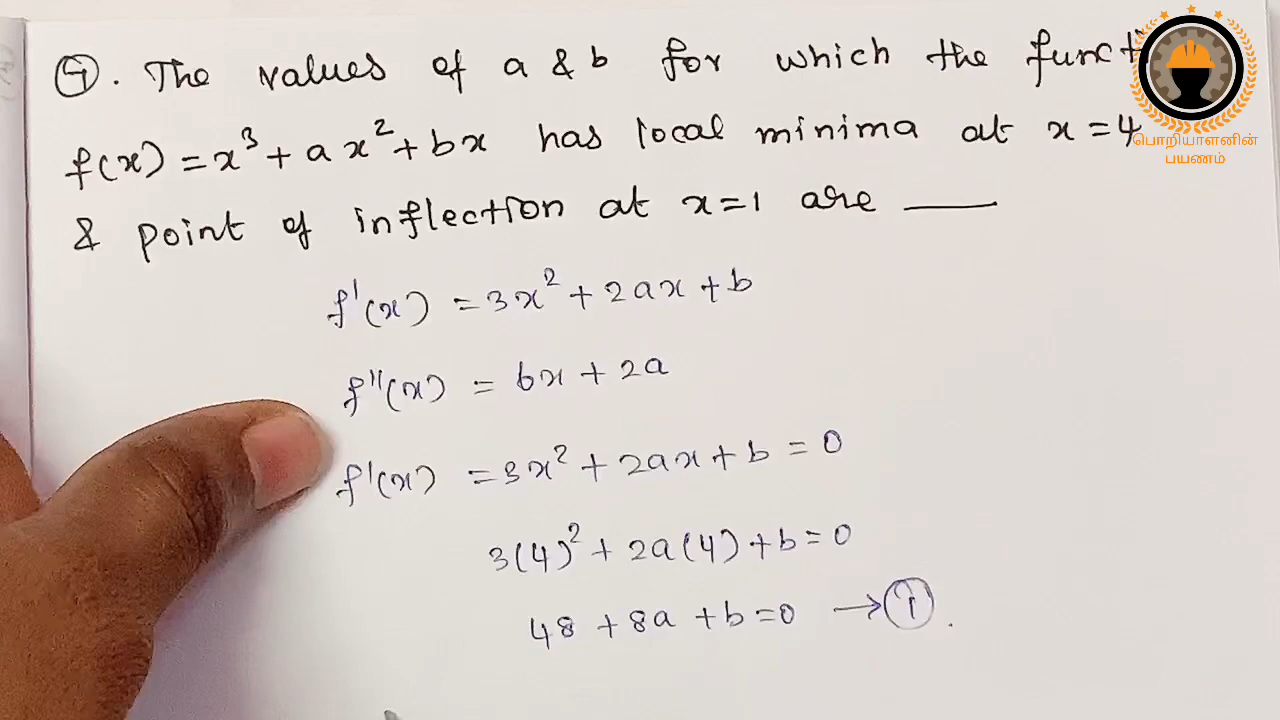 ④. The values of a & b for which the functi
f(x) = x³ + ax² + bx has local minima at x = 4
& point of inflection at x = 1 are ____
f'(x) = 3x² + 2ax + b
f''(x) = 6x + 2a
f'(x) = 3x² + 2ax + b = 0
3(4)² + 2a(4) + b = 0
48 + 8a + b = 0 → ①.
பொறியாளனின்
பயணம்